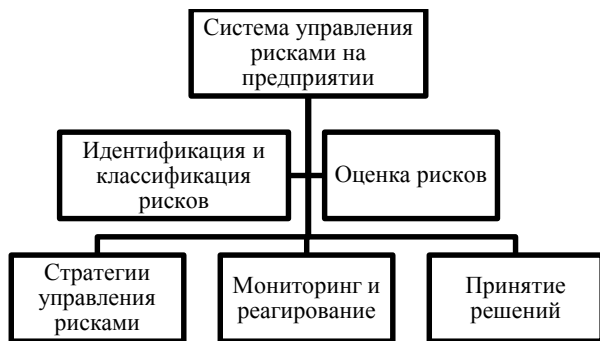 Система управления
рисками на
предприятии
Идентификация и
классификация
рисков
Оценка рисков
Стратегии
управления
рисками
Мониторинг и
реагирование
Принятие
решений